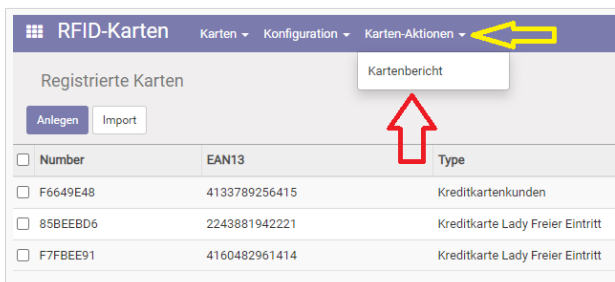 RFID-Karten Karten Konfiguration Karten-Aktionen
Kartenbericht
Registrierte Karten
Anlegen Import
Number EAN13 Type
F6649E48 4133789256415 Kreditkartenkunden
85BEEBD6 2243881942221 Kreditkarte Lady Freier Eintritt
F7FBEE91 4160482961414 Kreditkarte Lady Freier Eintritt